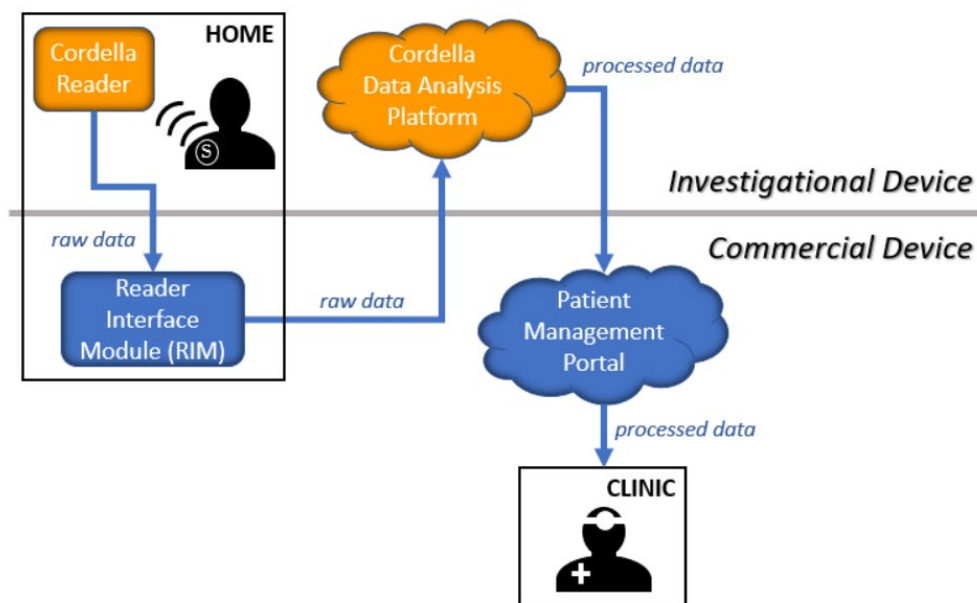 HOME
Cordella
Reader
S
Cordella
Data Analysis
Platform
processed data
Investigational Device
Commercial Device
raw data
Reader
Interface
Module (RIM)
raw data
Patient
Management
Portal
processed data
CLINIC